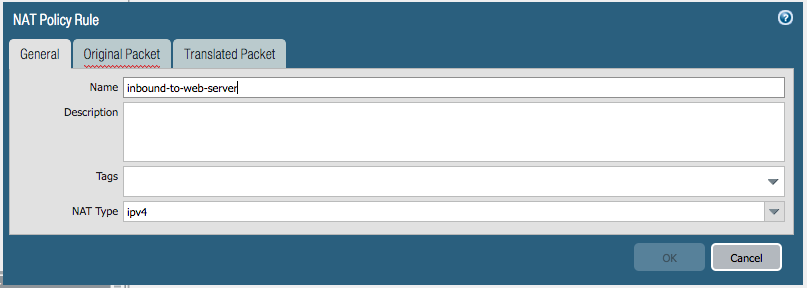 NAT Policy Rule
?
General Original Packet Translated Packet
Name inbound-to-web-server
Description
Tags
NAT Type ipv4
OK Cancel